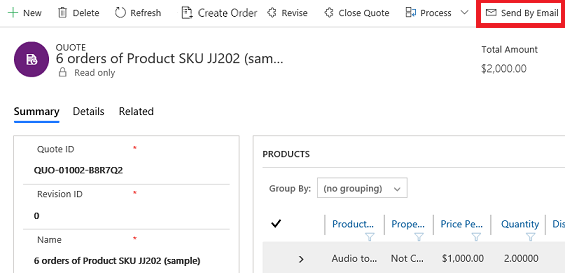 New Delete Refresh Create Order Revise Close Quote Process Send By Email
QUOTE
6 orders of Product SKU JJ202 (sam...
Read only
Total Amount
$2,000.00
Summary Details Related
Quote ID *
QUO-01002-B8R7Q2
Revision ID *
0
Name *
6 orders of Product SKU JJ202 (sample)
PRODUCTS
Group By: (no grouping)
Product... Prope... Price Pe... Quantity Dis
Audio to... Not C... $1,000.00 2.00000